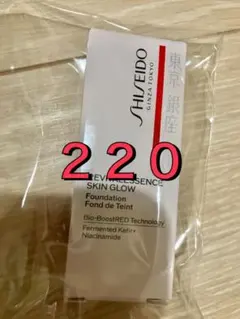 SHISEIDO
GINZA TOKYO
東京 銀座
220
REVITALESSENCE
SKIN GLOW
Foundation
Fond de Teint
Bio-BoostRED Technology
Fermented Kefir+
Niacinamide